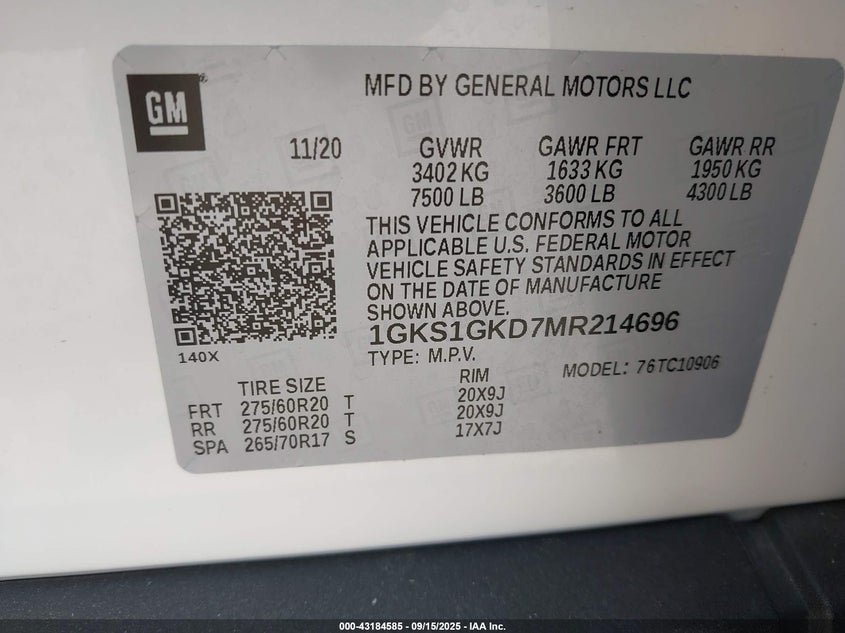 GM ®
MFD BY GENERAL MOTORS LLC
11/20 GVWR GAWR FRT GAWR RR
3402 KG 1633 KG 1950 KG
7500 LB 3600 LB 4300 LB
THIS VEHICLE CONFORMS TO ALL
APPLICABLE U.S. FEDERAL MOTOR
VEHICLE SAFETY STANDARDS IN EFFECT
ON THE DATE OF MANUFACTURE
SHOWN ABOVE.
1GKS1GKD7MR214696
140X
TYPE: M.P.V.
MODEL: 76TC10906
TIRE SIZE RIM
FRT 275/60R20 T 20X9J
RR 275/60R20 T 20X9J
SPA 265/70R17 S 17X7J
000-43184585 - 09/15/2025 - IAA Inc.